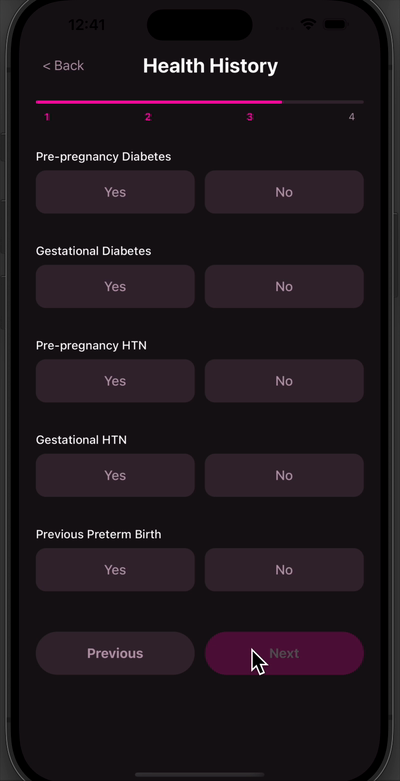 12:41
< Back
Health History
1 2 3 4
Pre-pregnancy Diabetes
Yes No
Gestational Diabetes
Yes No
Pre-pregnancy HTN
Yes No
Gestational HTN
Yes No
Previous Preterm Birth
Yes No
Previous Next